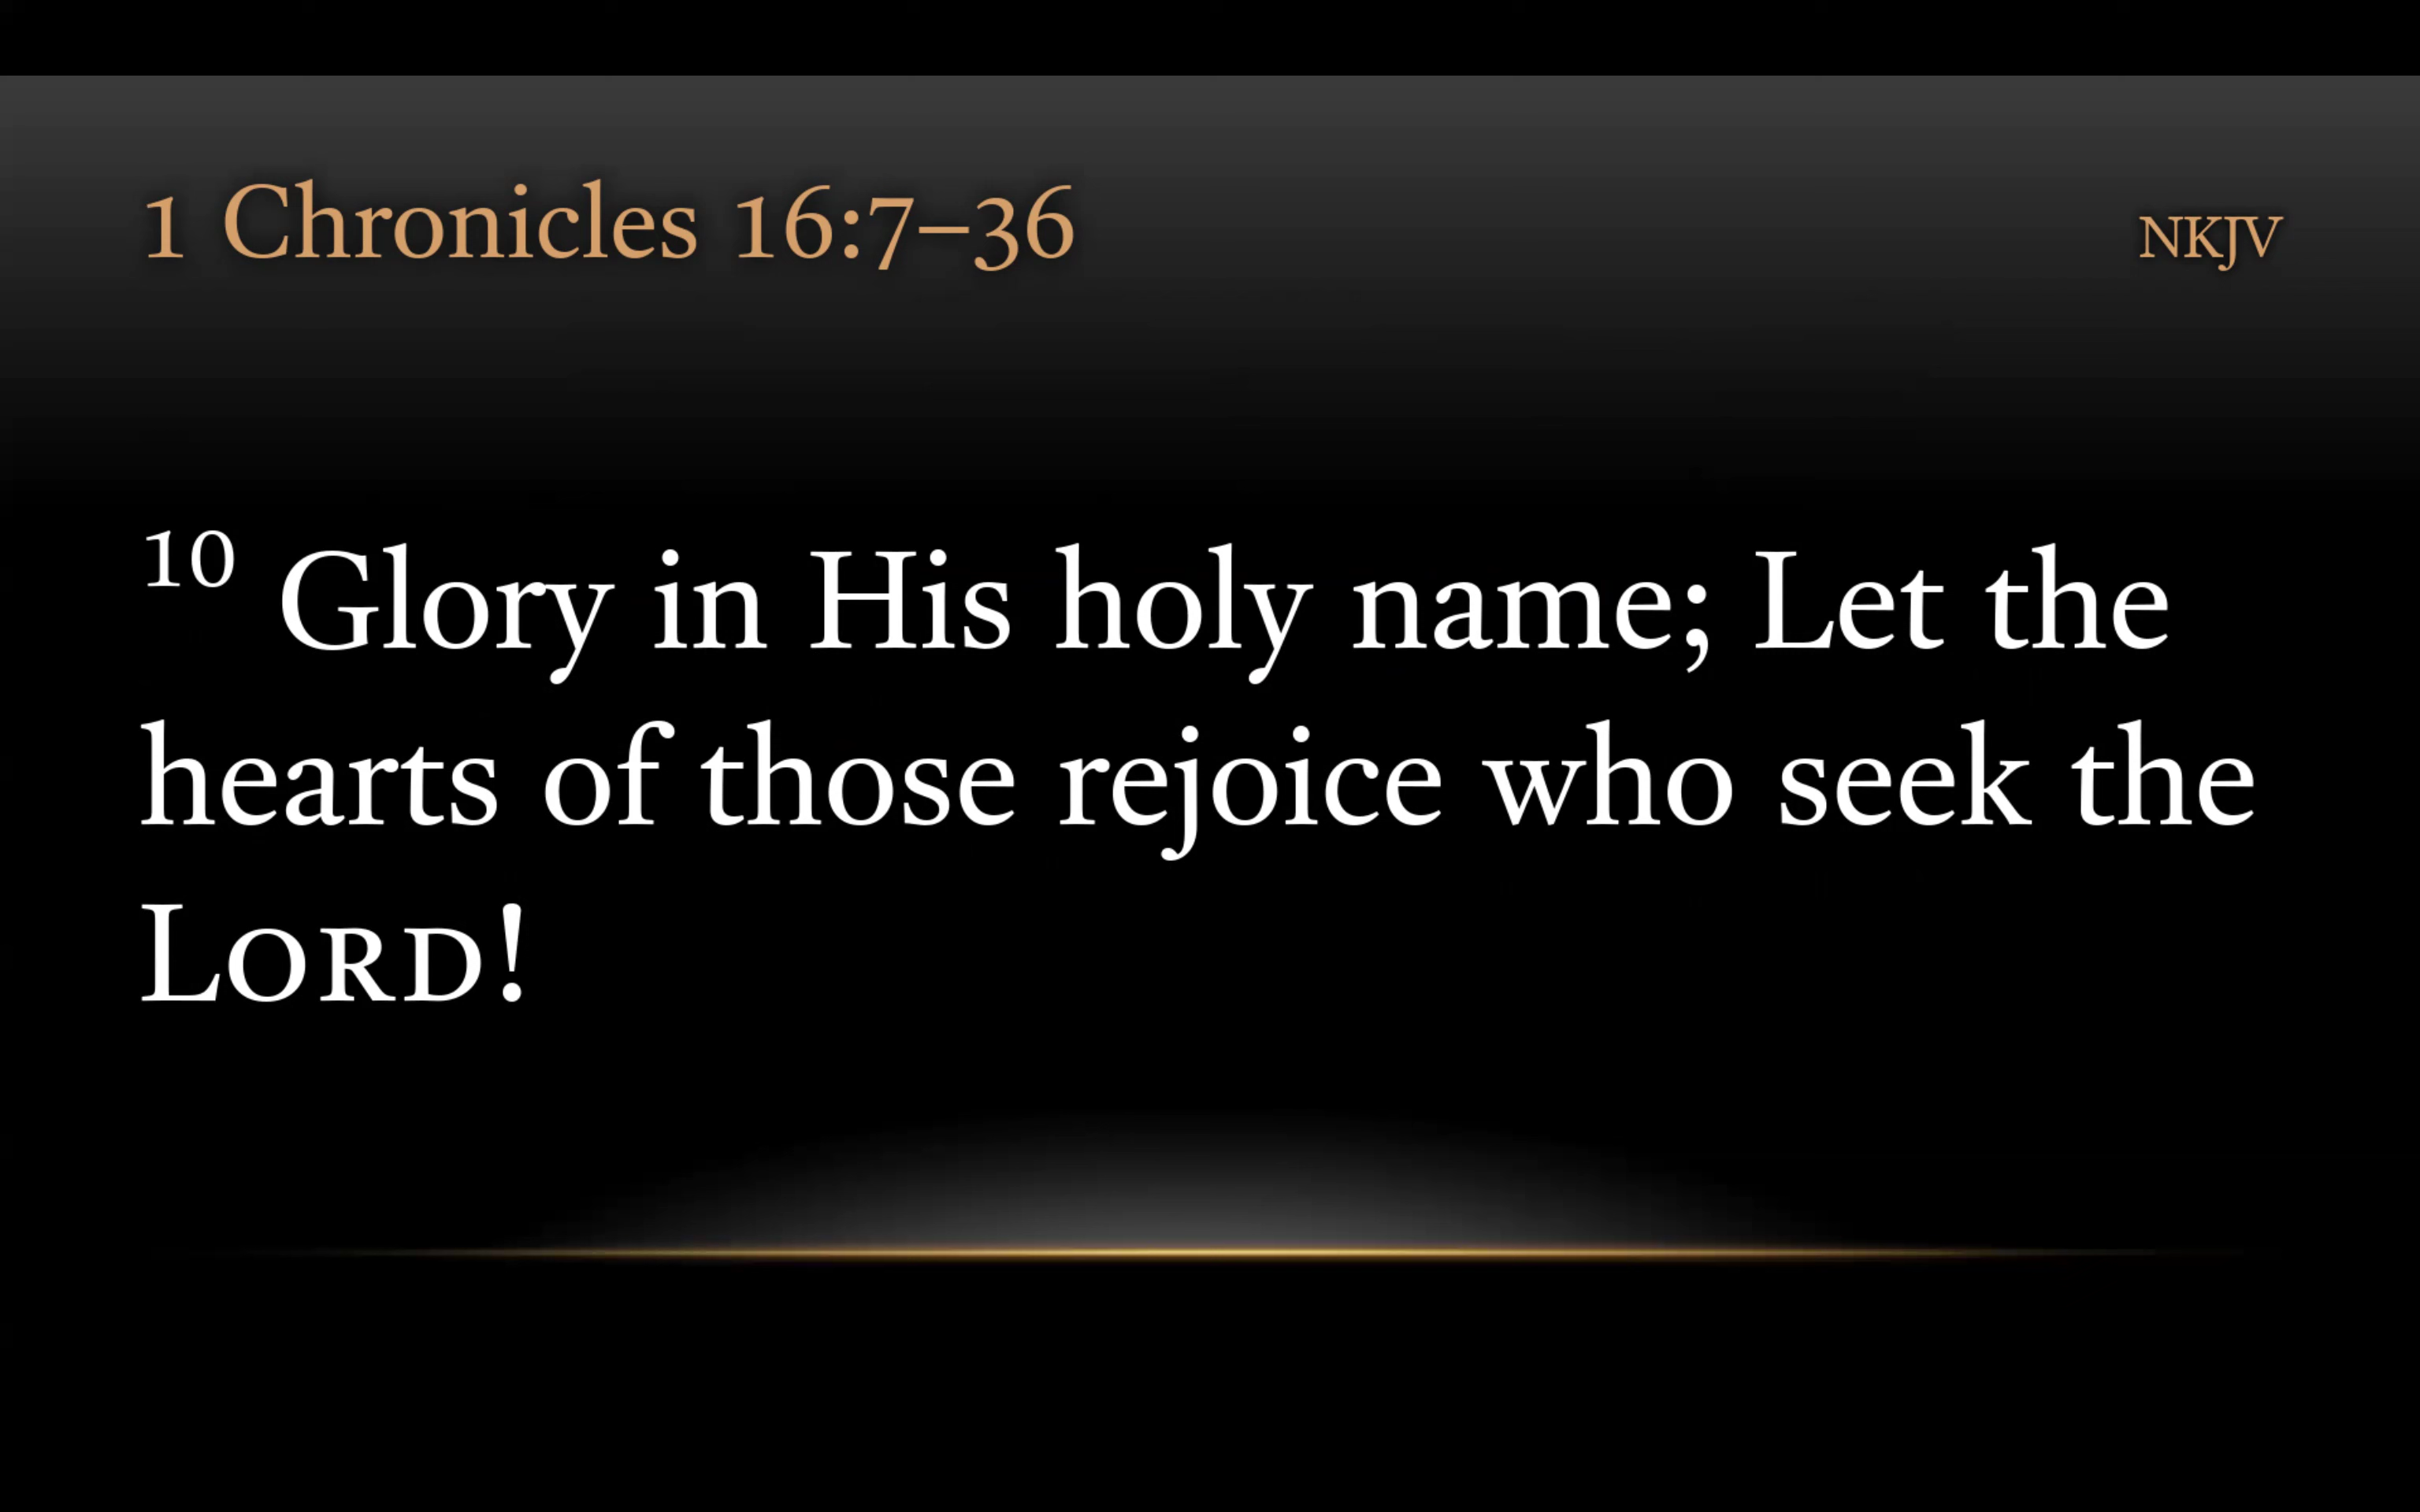 1 Chronicles 16:7–36 NKJV
10 Glory in His holy name; Let the
hearts of those rejoice who seek the
LORD!